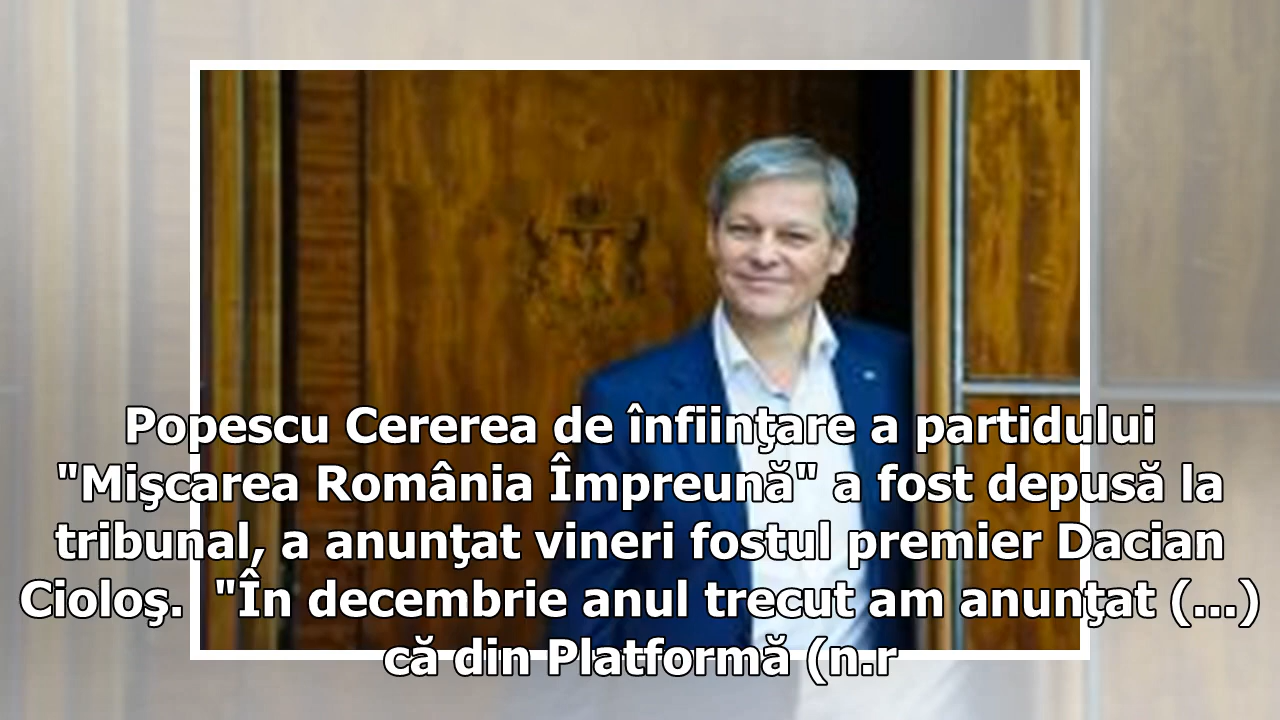 Popescu Cererea de înfiinţare a partidului
"Mişcarea România Împreună" a fost depusă la
tribunal, a anunţat vineri fostul premier Dacian
Cioloş.  "În decembrie anul trecut am anunţat (...)
că din Platformă (n.r